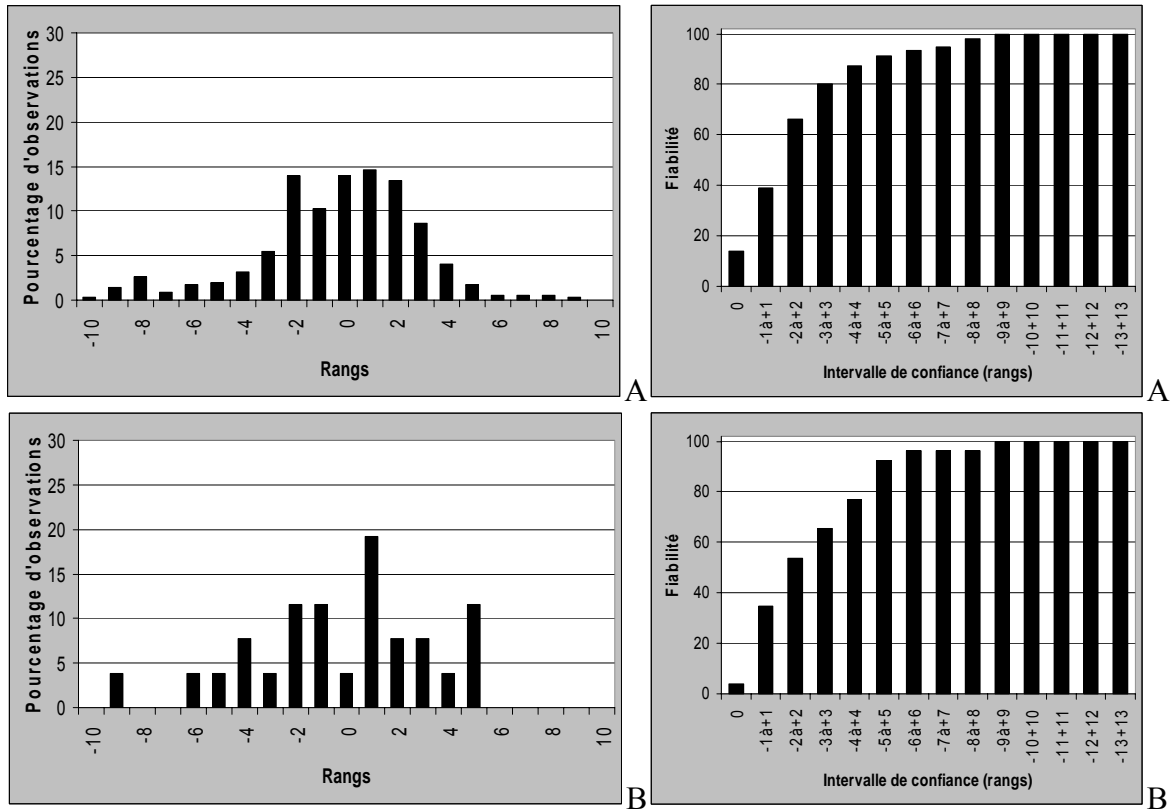 Pourcentage d'observations
30
25
20
15
10
5
0
-10
-8
-6
-4
-2
0
2
4
6
8
10
Rangs
A
Fiabilité
100
80
60
40
20
0
0
-1à+1
-2à+2
-3à+3
-4à+4
-5à+5
-6à+6
-7à+7
-8à+8
-9à+9
-10+10
-11+11
-12+12
-13+13
Intervalle de confiance (rangs)
A
Pourcentage d'observations
30
25
20
15
10
5
0
-10
-8
-6
-4
-2
0
2
4
6
8
10
Rangs
B
Fiabilité
100
80
60
40
20
0
0
-1à+1
-2à+2
-3à+3
-4à+4
-5à+5
-6à+6
-7à+7
-8à+8
-9à+9
-10+10
-11+11
-12+12
-13+13
Intervalle de confiance (rangs)
B